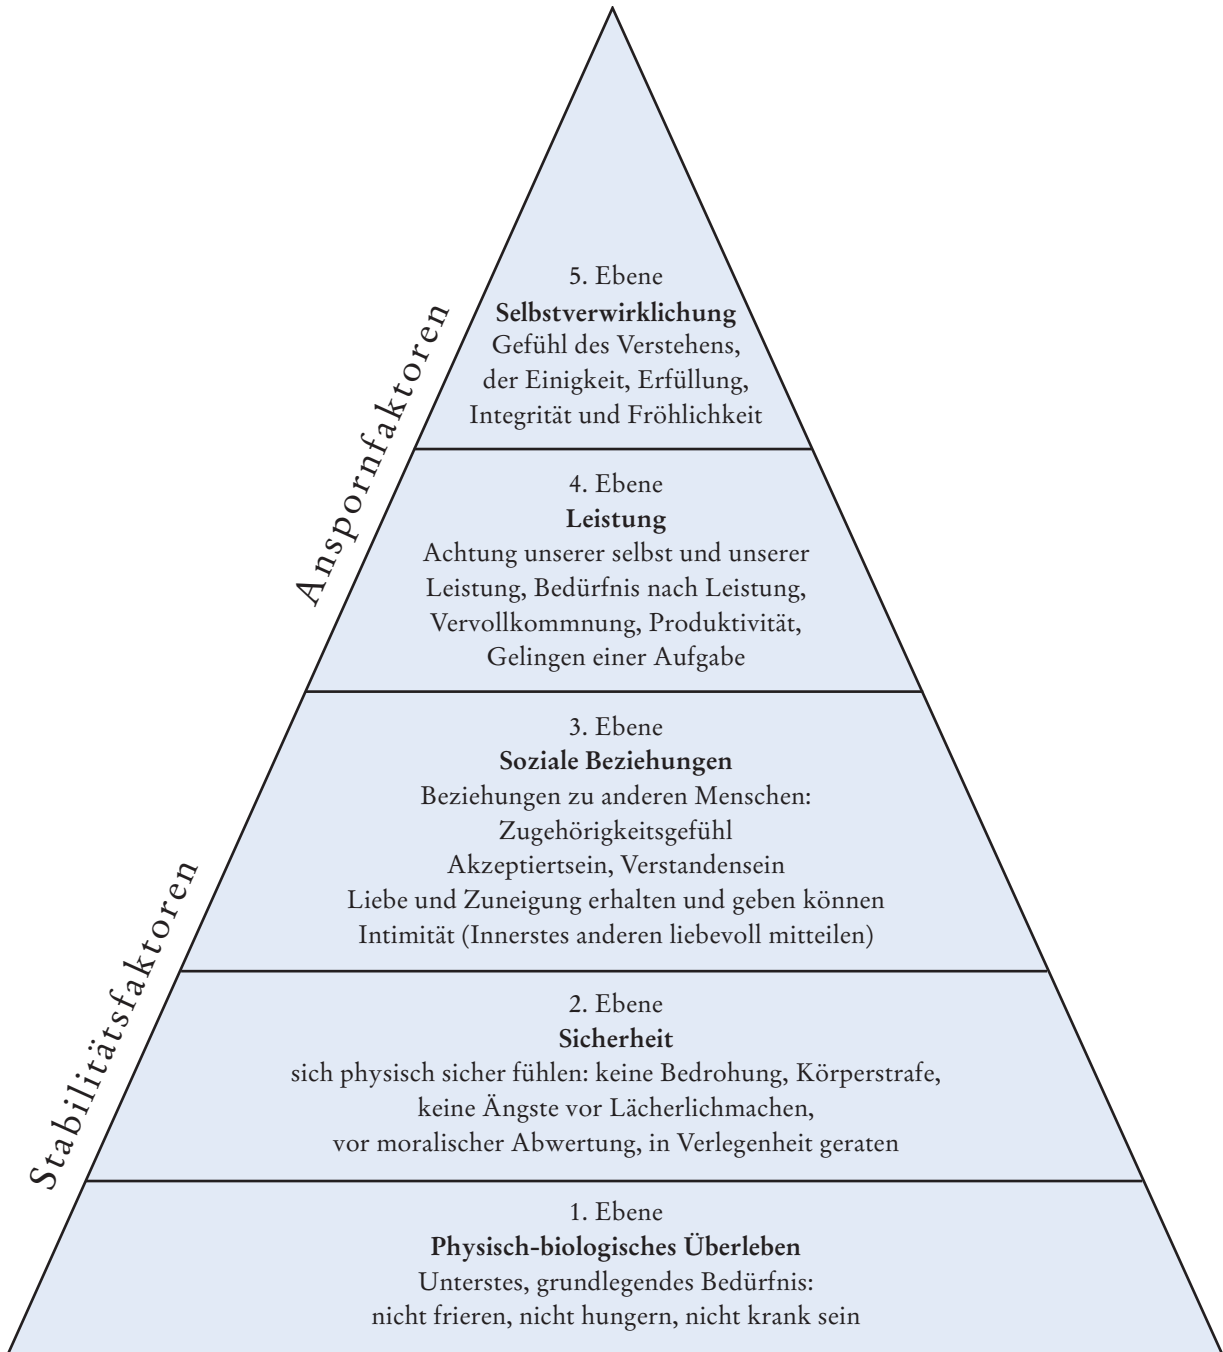 5. Ebene
Selbstverwirklichung
Gefühl des Verstehens,
der Einigkeit, Erfüllung,
Integrität und Fröhlichkeit
Anspornfaktoren
4. Ebene
Leistung
Achtung unserer selbst und unserer
Leistung, Bedürfnis nach Leistung,
Vervollkommnung, Produktivität,
Gelingen einer Aufgabe
3. Ebene
Soziale Beziehungen
Beziehungen zu anderen Menschen:
Zugehörigkeitsgefühl
Akzeptiertsein, Verstandensein
Liebe und Zuneigung erhalten und geben können
Intimität (Innerstes anderen liebevoll mitteilen)
Stabilitätsfaktoren
2. Ebene
Sicherheit
sich physisch sicher fühlen: keine Bedrohung, Körperstrafe,
keine Ängste vor Lächerlichmachen,
vor moralischer Abwertung, in Verlegenheit geraten
1. Ebene
Physisch-biologisches Überleben
Unterstes, grundlegendes Bedürfnis:
nicht frieren, nicht hungern, nicht krank sein